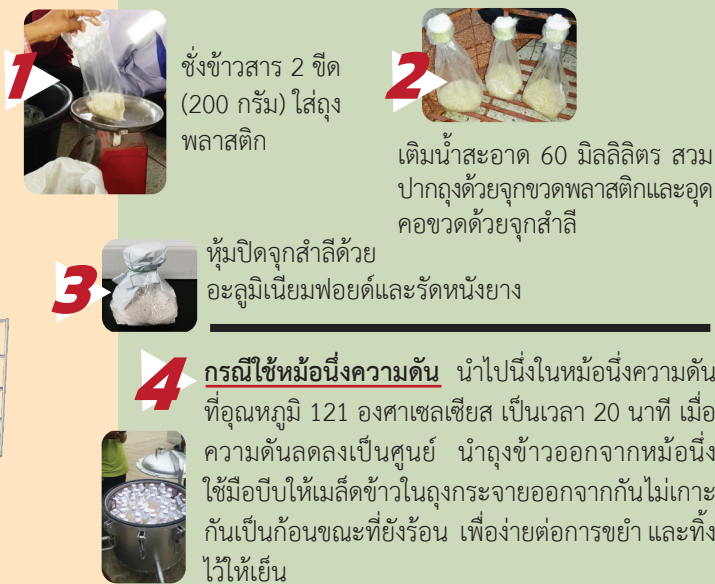 1
ชั่งข้าวสาร 2 ขีด
(200 กรัม) ใส่ถุง
พลาสติก
2
เติมน้ำสะอาด 60 มิลลิลิตร สวม
ปากถุงด้วยจุกขวดพลาสติกและอุด
คอขวดด้วยจุกสำลี
3
หุ้มปิดจุกสำลีด้วย
อะลูมิเนียมฟอยด์และรัดหนังยาง
4
กรณีใช้หม้อนึ่งความดัน นำไปนึ่งในหม้อนึ่งความดัน
ที่อุณหภูมิ 121 องศาเซลเซียส เป็นเวลา 20 นาที เมื่อ
ความดันลดลงเป็นศูนย์ นำถุงข้าวออกจากหม้อนึ่ง
ใช้มือบีบให้เมล็ดข้าวในถุงกระจายออกจากกันไม่เกาะ
กันเป็นก้อนขณะที่ยังร้อน เพื่อง่ายต่อการขยำ และทิ้ง
ไว้ให้เย็น